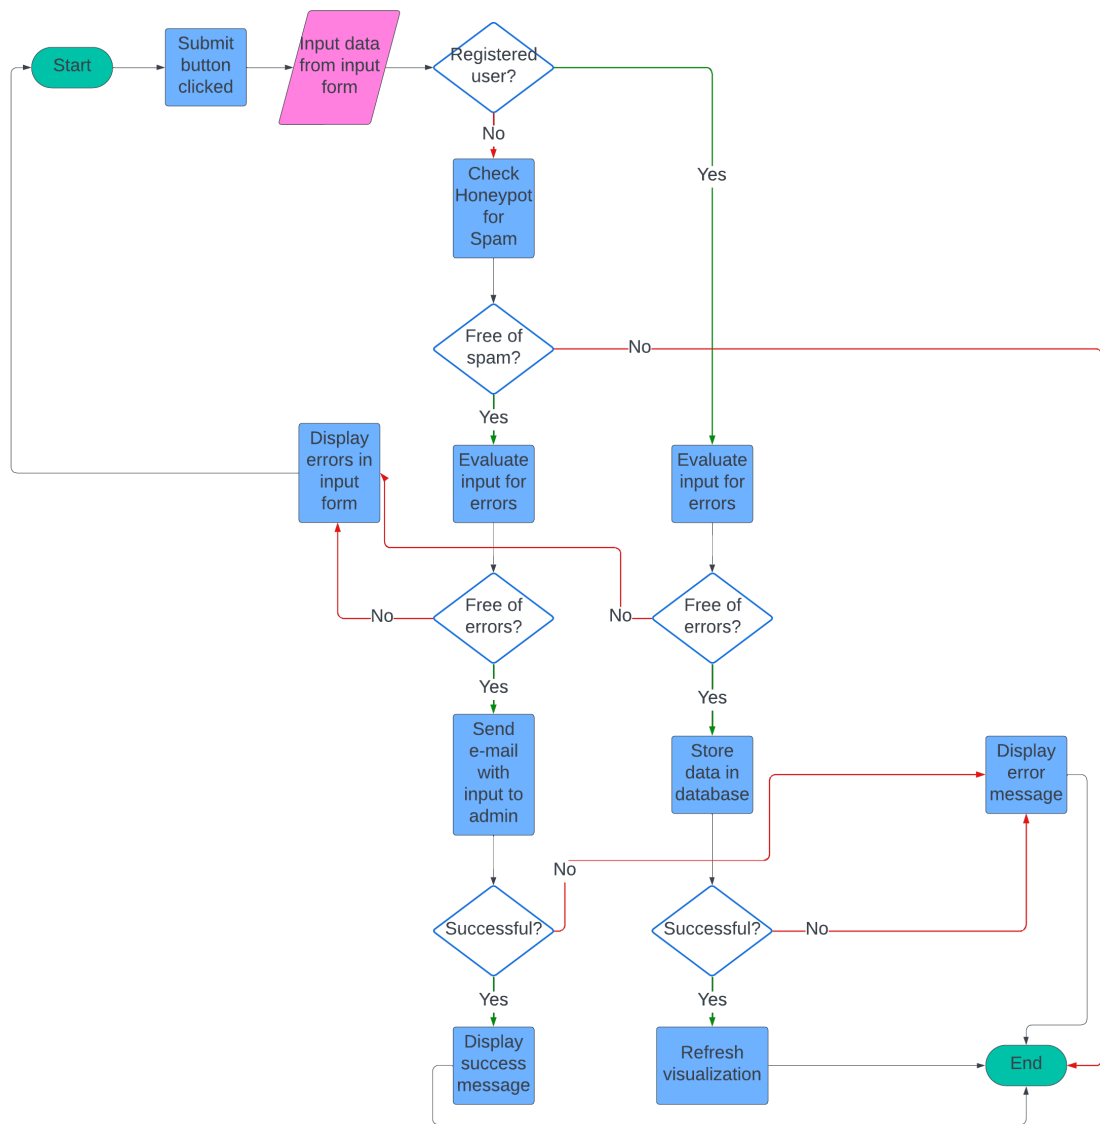 Start
Submit
button
clicked
Input data
from input
form
Registered
user?
No
Yes
Check
Honeypot
for
Spam
Free of
spam?
No
Yes
Display
errors in
input
form
Evaluate
input for
errors
Evaluate
input for
errors
Free of
errors?
No
Free of
errors?
No
Yes
Yes
Send
e-mail
with
input to
admin
Store
data in
database
Display
error
message
No
Successful?
Successful?
No
Yes
Yes
Display
success
message
Refresh
visualization
End